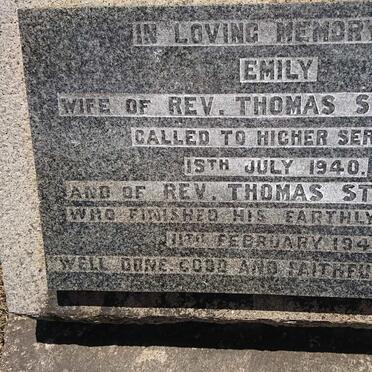 IN LOVING MEMORY
EMILY
WIFE OF REV. THOMAS S
CALLED TO HIGHER SER
15TH JULY 1940.
AND OF REV. THOMAS ST
WHO FINISHED HIS EARTHLY
11TH FEBRUARY 194
WELL DONE GOOD AND FAITHFU